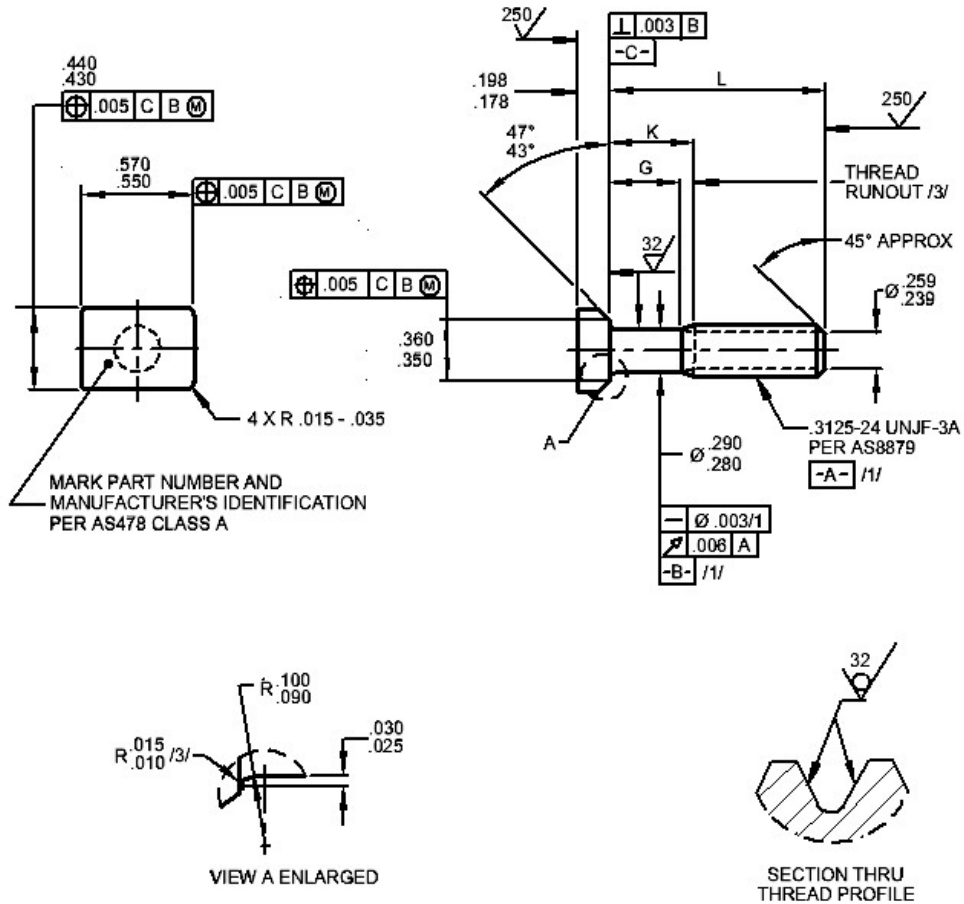 250
⊥ .003 B
-C-
.440
.430
⌖ .005 C B Ⓜ
.198
.178
L
250
47°
43°
K
.570
.550
⌖ .005 C B Ⓜ
G
THREAD
RUNOUT /3/
32
45° APPROX
⌖ .005 C B Ⓜ
Ø .259
.239
.360
.350
4 X R .015 - .035
A
.3125-24 UNJF-3A
PER AS8879
-A- /1/
Ø .290
.280
MARK PART NUMBER AND
MANUFACTURER'S IDENTIFICATION
PER AS478 CLASS A
— Ø .003/1
↗ .006 A
-B- /1/
R .100
.090
.030
.025
R .015
.010 /3/
VIEW A ENLARGED
32
SECTION THRU
THREAD PROFILE